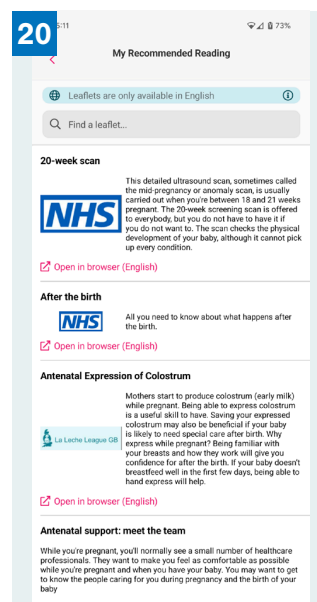 20
5:11
73%
My Recommended Reading
Leaflets are only available in English
Find a leaflet...
20-week scan
This detailed ultrasound scan, sometimes called
the mid-pregnancy or anomaly scan, is usually
carried out when you're between 18 and 21 weeks
pregnant. The 20-week screening scan is offered
to everybody, but you do not have to have it if
you do not want to. The scan checks the physical
development of your baby, although it cannot pick
up every condition.
NHS
Open in browser (English)
After the birth
NHS
All you need to know about what happens after
the birth.
Open in browser (English)
Antenatal Expression of Colostrum
Mothers start to produce colostrum (early milk)
while pregnant. Being able to express colostrum
is a useful skill to have. Saving your expressed
colostrum may also be beneficial if your baby
is likely to need special care after birth. Why
express while pregnant? Being familiar with
your breasts and how they work will give you
confidence for after the birth. If your baby doesn't
breastfeed well in the first few days, being able to
hand express will help.
La Leche League GB
Open in browser (English)
Antenatal support: meet the team
While you're pregnant, you'll normally see a small number of healthcare
professionals. They want to make you feel as comfortable as possible
while you're pregnant and when you have your baby. You may want to get
to know the people caring for you during pregnancy and the birth of your
baby